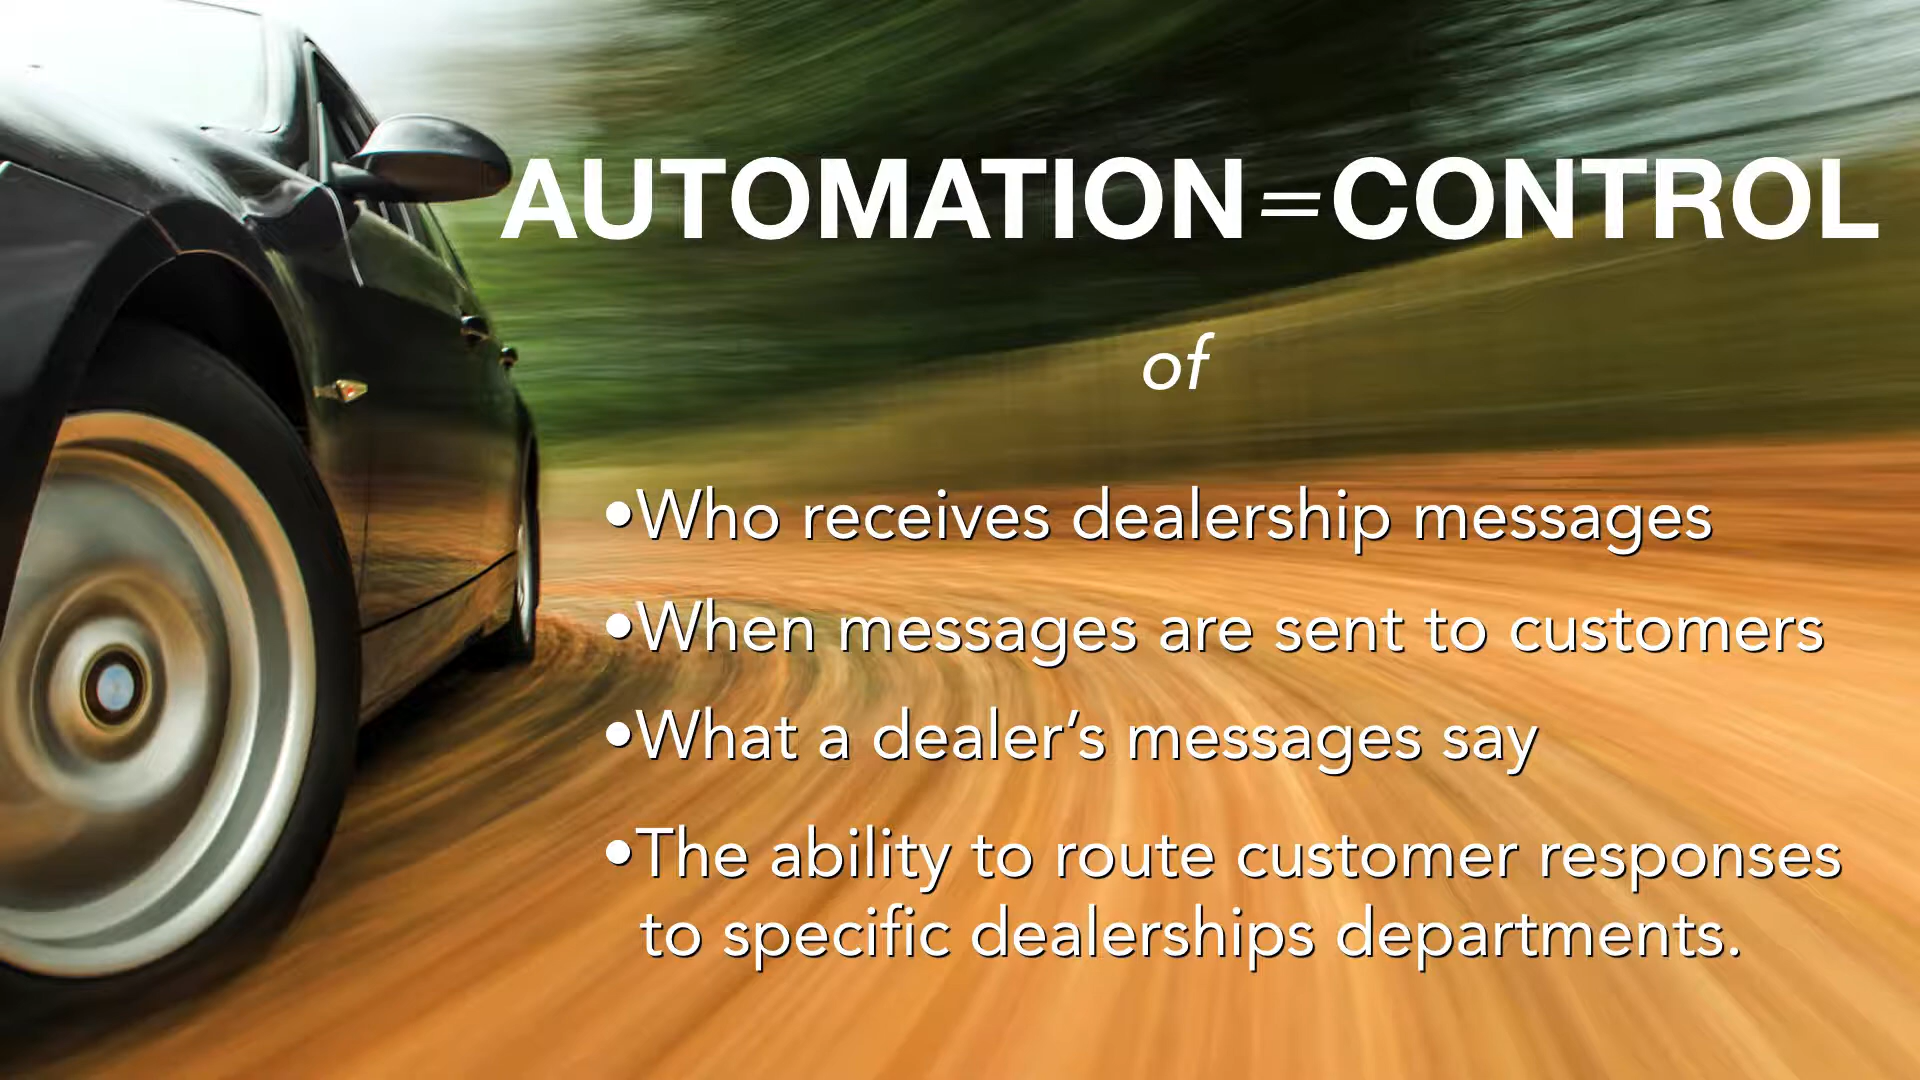 AUTOMATION=CONTROL
of
•Who receives dealership messages
•When messages are sent to customers
•What a dealer’s messages say
•The ability to route customer responses
to specific dealerships departments.